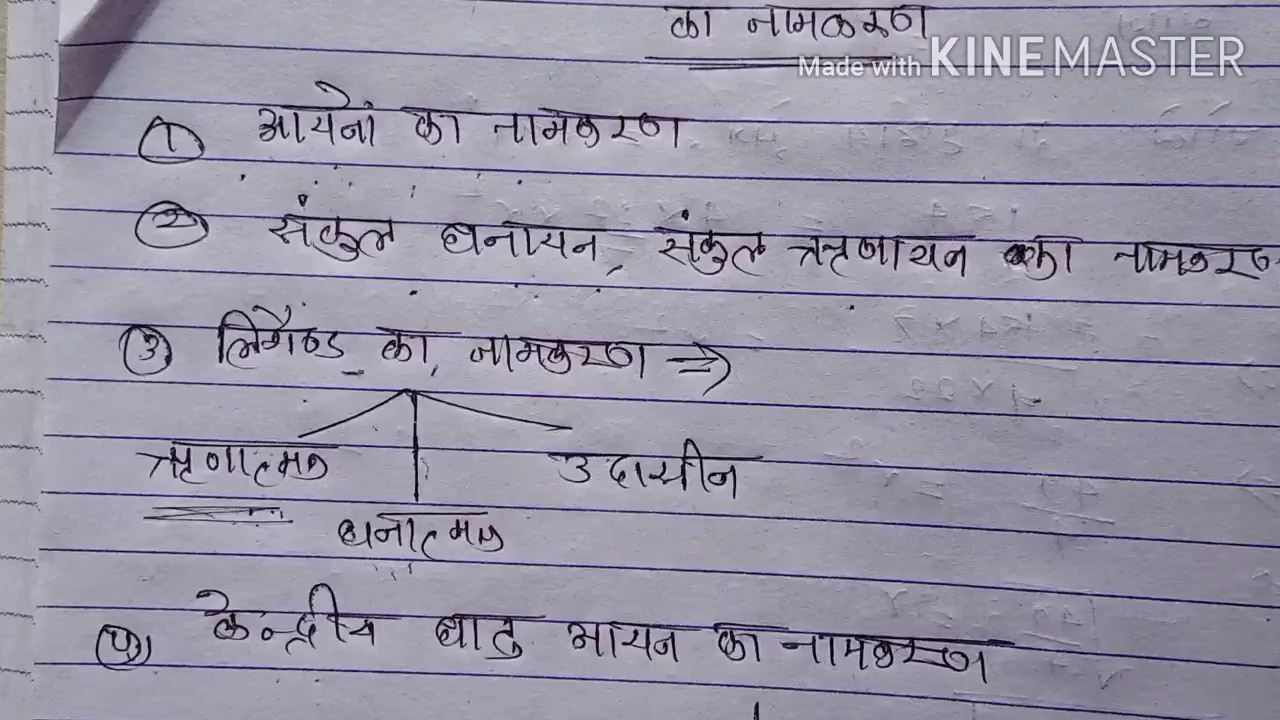 का नामकरण
Made with KINEMASTER
① आयनों का नामकरण
② संकुल धनायन, संकुल ऋणायन का नामकरण
③ लिगैण्ड का नामकरण ⇒
ऋणात्मक उदासीन
धनात्मक
④ केन्द्रीय धातु आयन का नामकरण